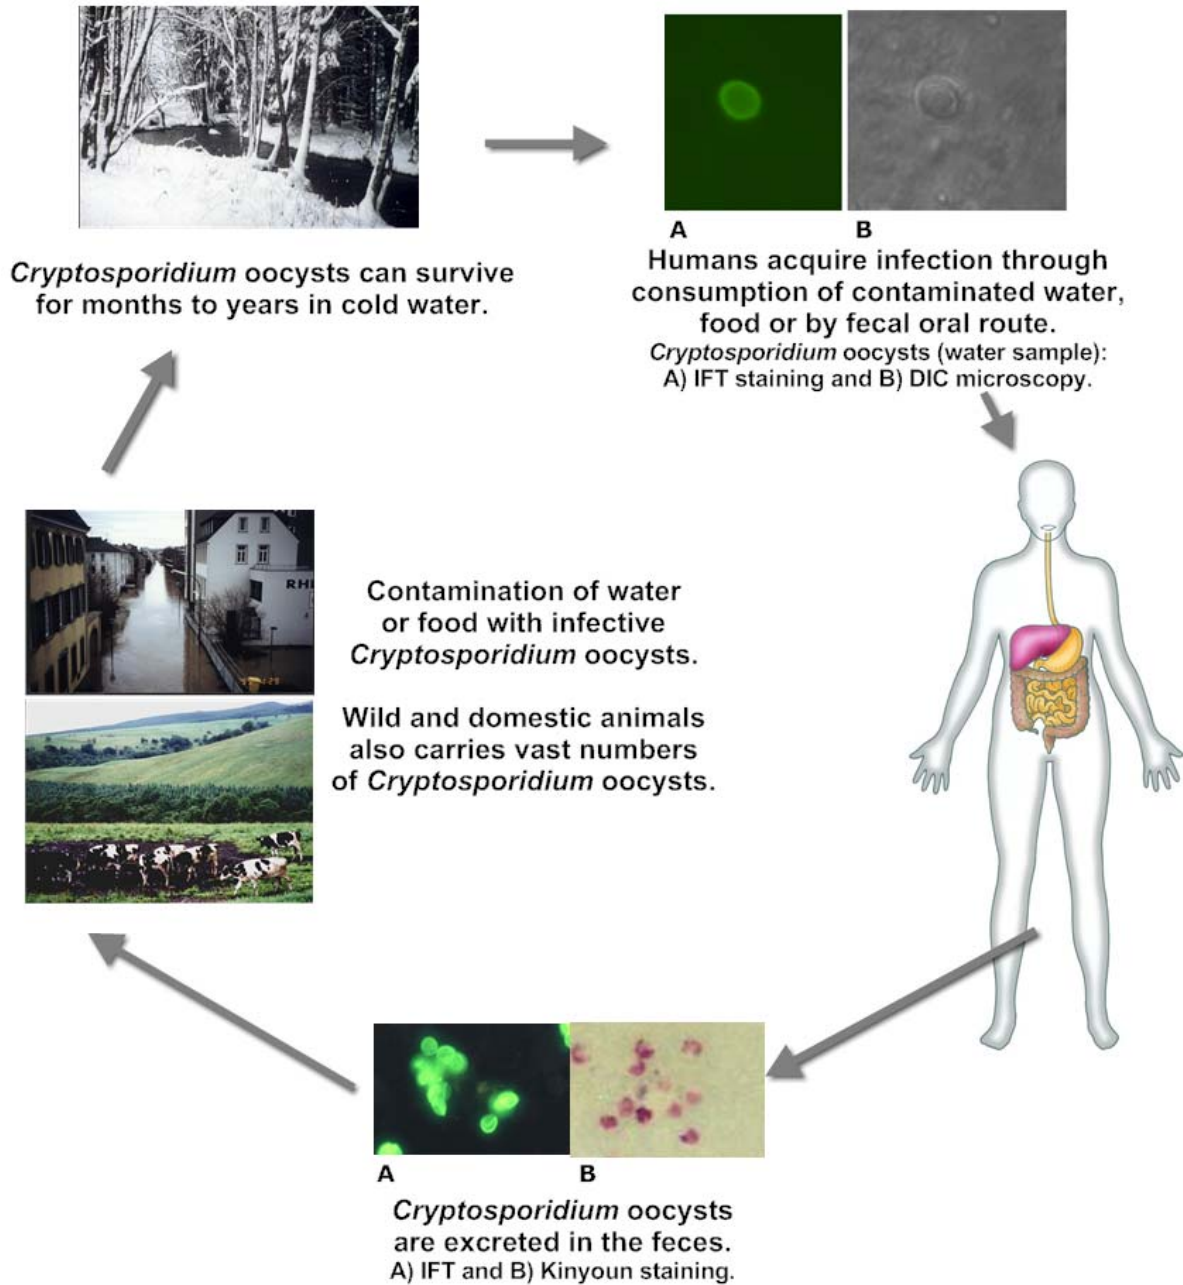 A
B
Cryptosporidium oocysts can survive
for months to years in cold water.
Humans acquire infection through
consumption of contaminated water,
food or by fecal oral route.
Cryptosporidium oocysts (water sample):
A) IFT staining and B) DIC microscopy.
RHE
Contamination of water
or food with infective
Cryptosporidium oocysts.
Wild and domestic animals
also carries vast numbers
of Cryptosporidium oocysts.
A
B
Cryptosporidium oocysts
are excreted in the feces.
A) IFT and B) Kinyoun staining.